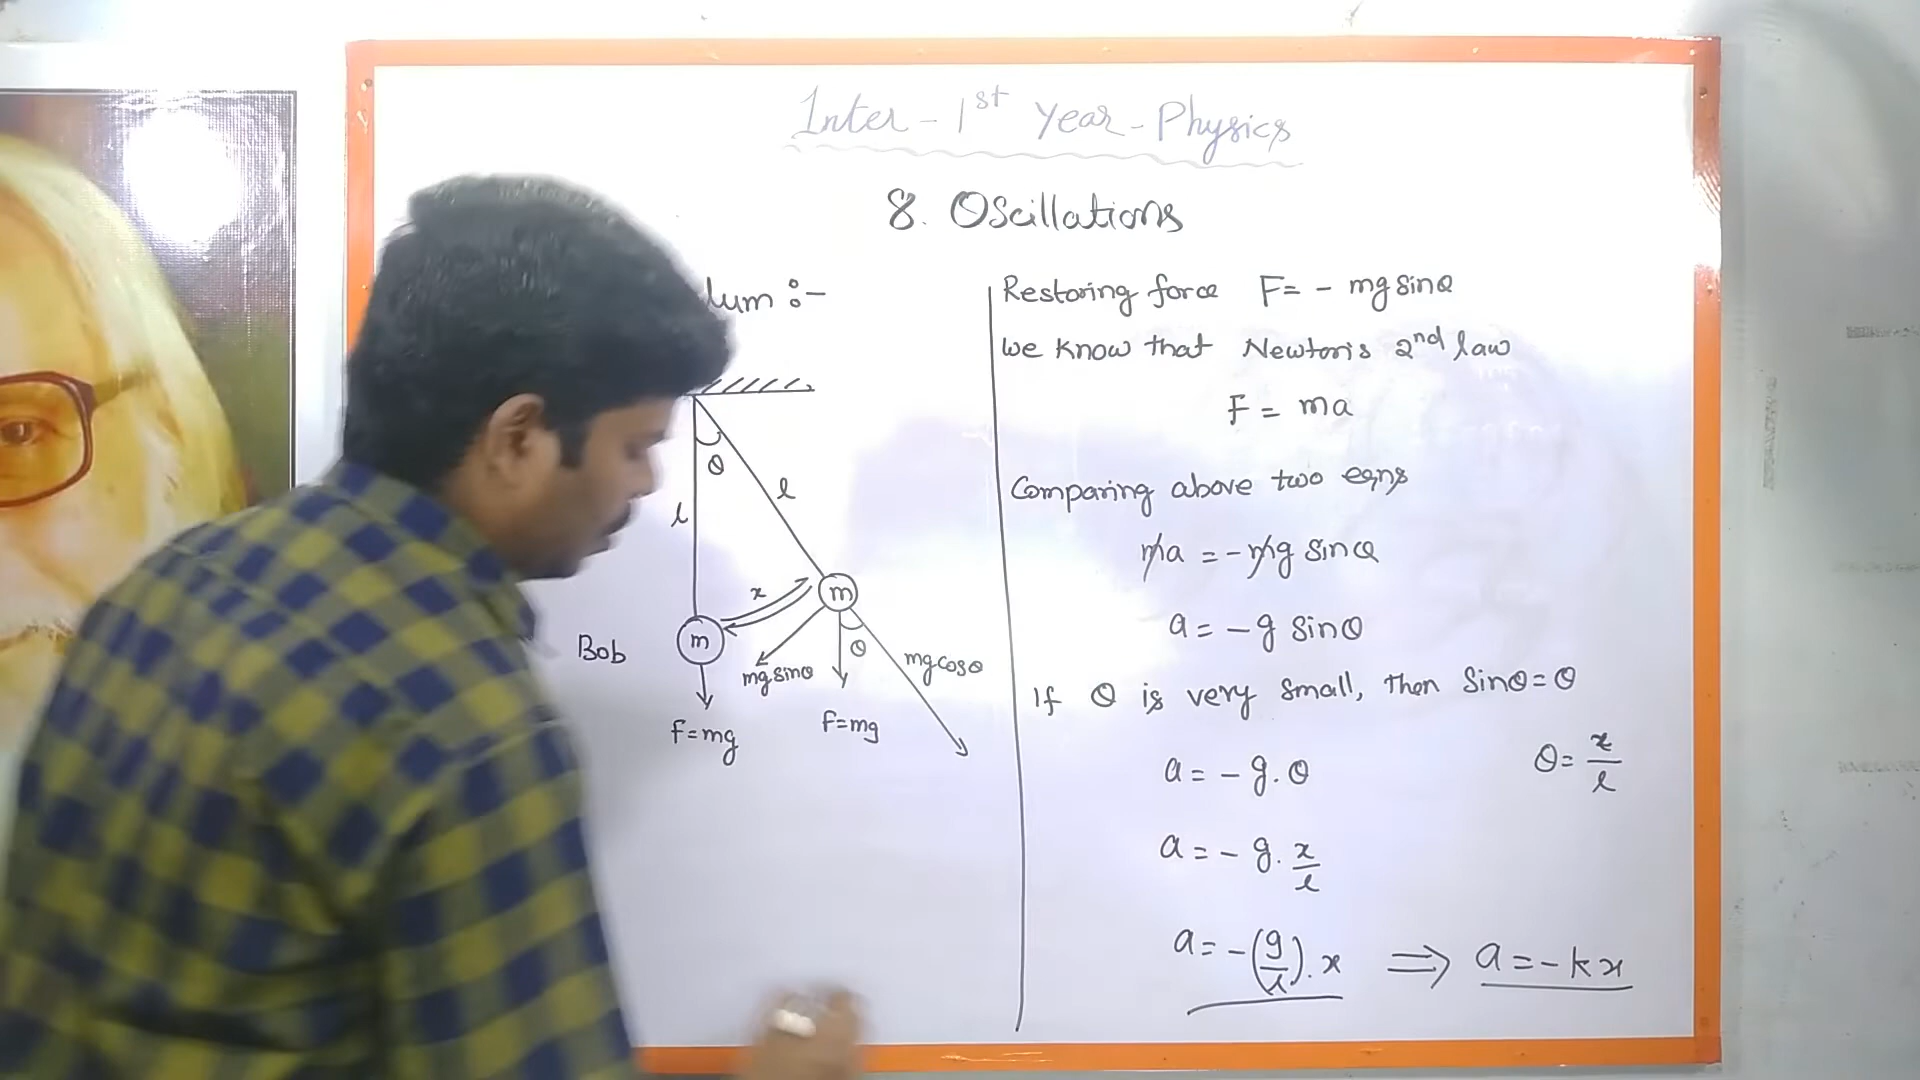 Inter - 1st Year - Physics
8. Oscillations
lum :-
θ
l
l
x
m
m
Bob
θ
mg sinθ
mg cosθ
F=mg
F=mg
Restoring force F= - mg sinθ
we know that Newton's 2nd law
F = ma
Comparing above two eqns
ma = - mg sinθ
a = - g sinθ
If θ is very small, then Sinθ = θ
a = - g. θ
θ = x/l
a = - g. x/l
a = -(g/l). x ⇒ a = - kx